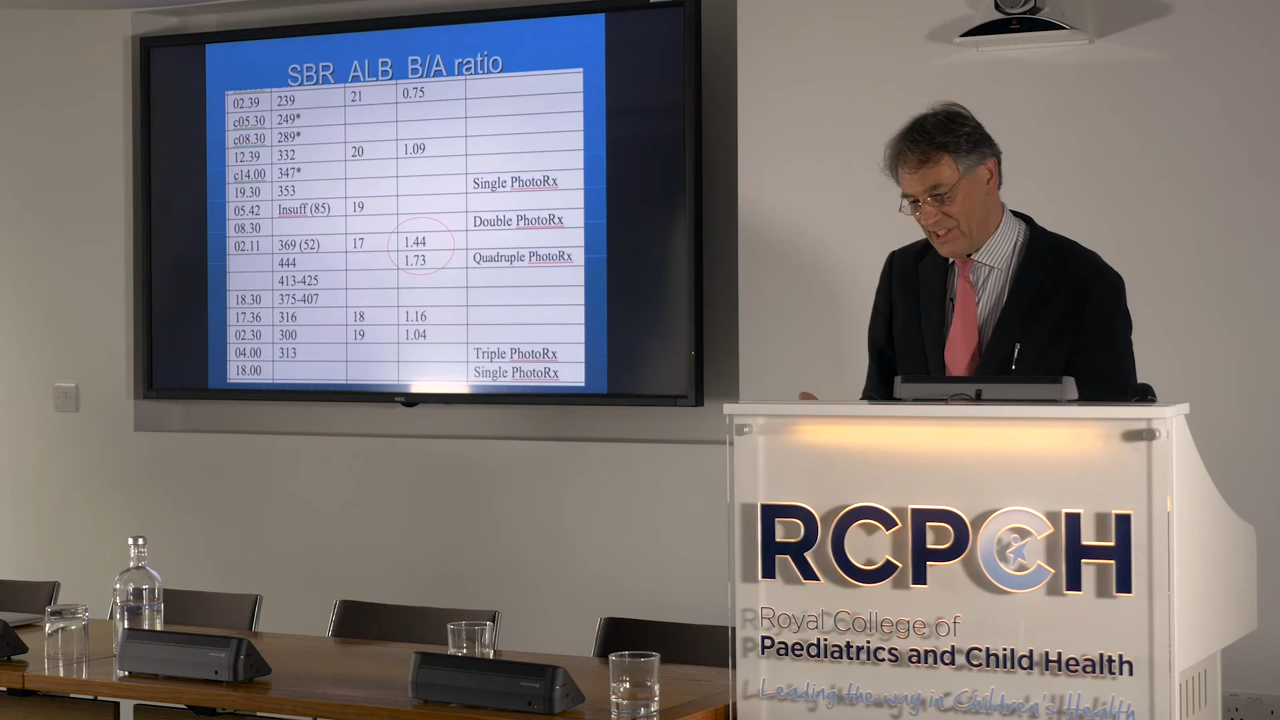 SBR ALB B/A ratio
02.39 239 21 0.75
c05.30 249*
c08.30 289*
12.39 332 20 1.09
c14.00 347*
19.30 353 Single PhotoRx
05.42 Insuff (85) 19
08.30 Double PhotoRx
02.11 369 (52) 17 1.44
444 1.73 Quadruple PhotoRx
413-425
18.30 375-407
17.36 316 18 1.16
02.30 300 19 1.04
04.00 313 Triple PhotoRx
18.00 Single PhotoRx
RCPCH
Royal College of
Paediatrics and Child Health
Leading the way in Children's Health